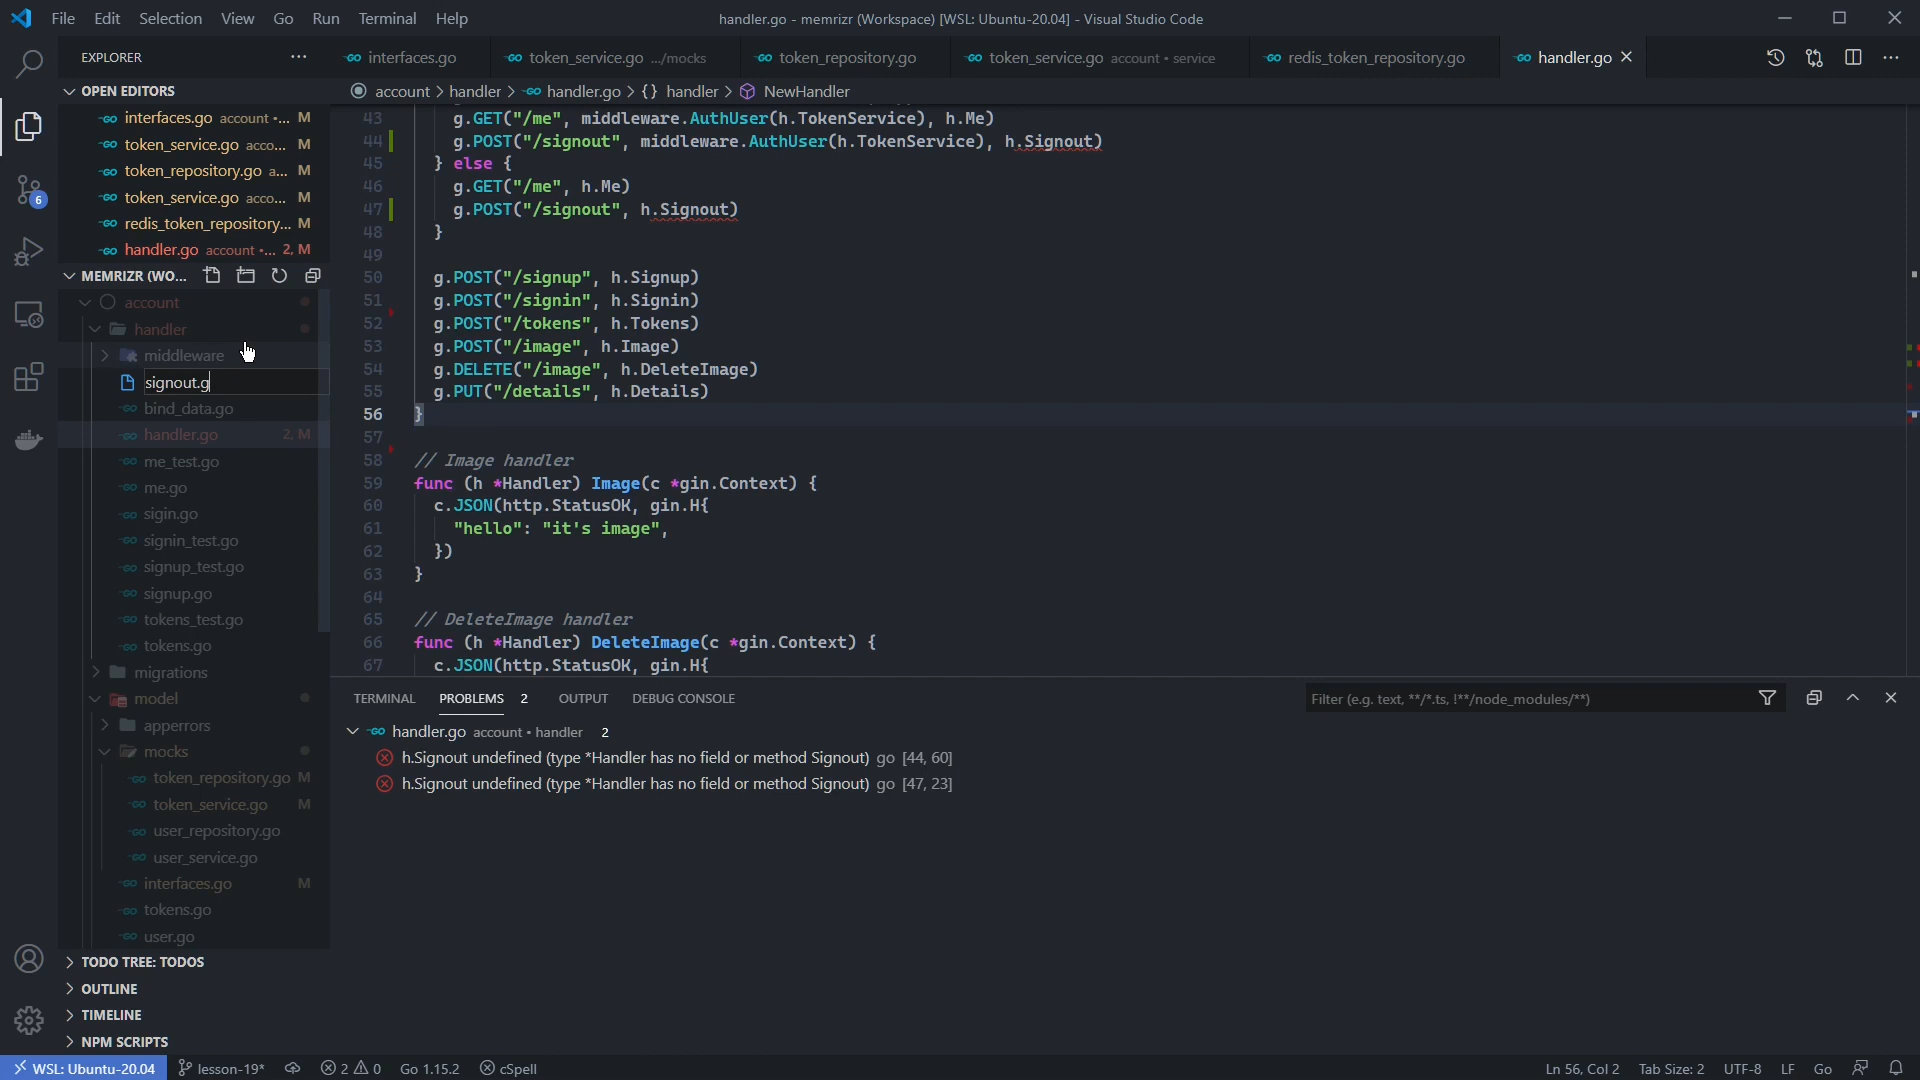 File Edit Selection View Go Run Terminal Help
handler.go - memrizr (Workspace) [WSL: Ubuntu-20.04] - Visual Studio Code
EXPLORER
interfaces.go
token_service.go .../mocks
token_repository.go
token_service.go account • service
redis_token_repository.go
handler.go
OPEN EDITORS
account > handler > handler.go > {} handler > NewHandler
interfaces.go account •... M
token_service.go acco... M
token_repository.go a... M
token_service.go acco... M
redis_token_repository... M
handler.go account •... 2, M
MEMRIZR (WO...
account
handler
middleware
signout.g
bind_data.go
handler.go 2, M
me_test.go
me.go
sigin.go
signin_test.go
signup_test.go
signup.go
tokens_test.go
tokens.go
migrations
model
apperrors
mocks
token_repository.go M
token_service.go M
user_repository.go
user_service.go
interfaces.go M
tokens.go
user.go
TODO TREE: TODOS
OUTLINE
TIMELINE
NPM SCRIPTS
6
43 g.GET("/me", middleware.AuthUser(h.TokenService), h.Me)
44 g.POST("/signout", middleware.AuthUser(h.TokenService), h.Signout)
45 } else {
46 g.GET("/me", h.Me)
47 g.POST("/signout", h.Signout)
48 }
49
50 g.POST("/signup", h.Signup)
51 g.POST("/signin", h.Signin)
52 g.POST("/tokens", h.Tokens)
53 g.POST("/image", h.Image)
54 g.DELETE("/image", h.DeleteImage)
55 g.PUT("/details", h.Details)
56 }
57
58 // Image handler
59 func (h *Handler) Image(c *gin.Context) {
60 c.JSON(http.StatusOK, gin.H{
61 "hello": "it's image",
62 })
63 }
64
65 // DeleteImage handler
66 func (h *Handler) DeleteImage(c *gin.Context) {
67 c.JSON(http.StatusOK, gin.H{
TERMINAL PROBLEMS 2 OUTPUT DEBUG CONSOLE
Filter (e.g. text, **/*.ts, !**/node_modules/**)
handler.go account • handler 2
h.Signout undefined (type *Handler has no field or method Signout) go [44, 60]
h.Signout undefined (type *Handler has no field or method Signout) go [47, 23]
WSL: Ubuntu-20.04 lesson-19* 2 0 Go 1.15.2 cSpell
Ln 56, Col 2 Tab Size: 2 UTF-8 LF Go